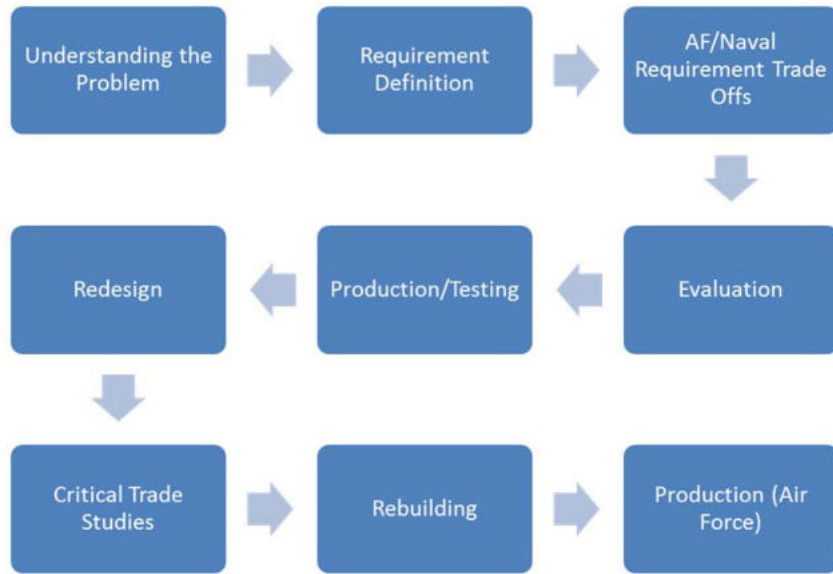 Understanding the
Problem
Requirement
Definition
AF/Naval
Requirement Trade
Offs
Evaluation
Production/Testing
Redesign
Critical Trade
Studies
Rebuilding
Production (Air
Force)